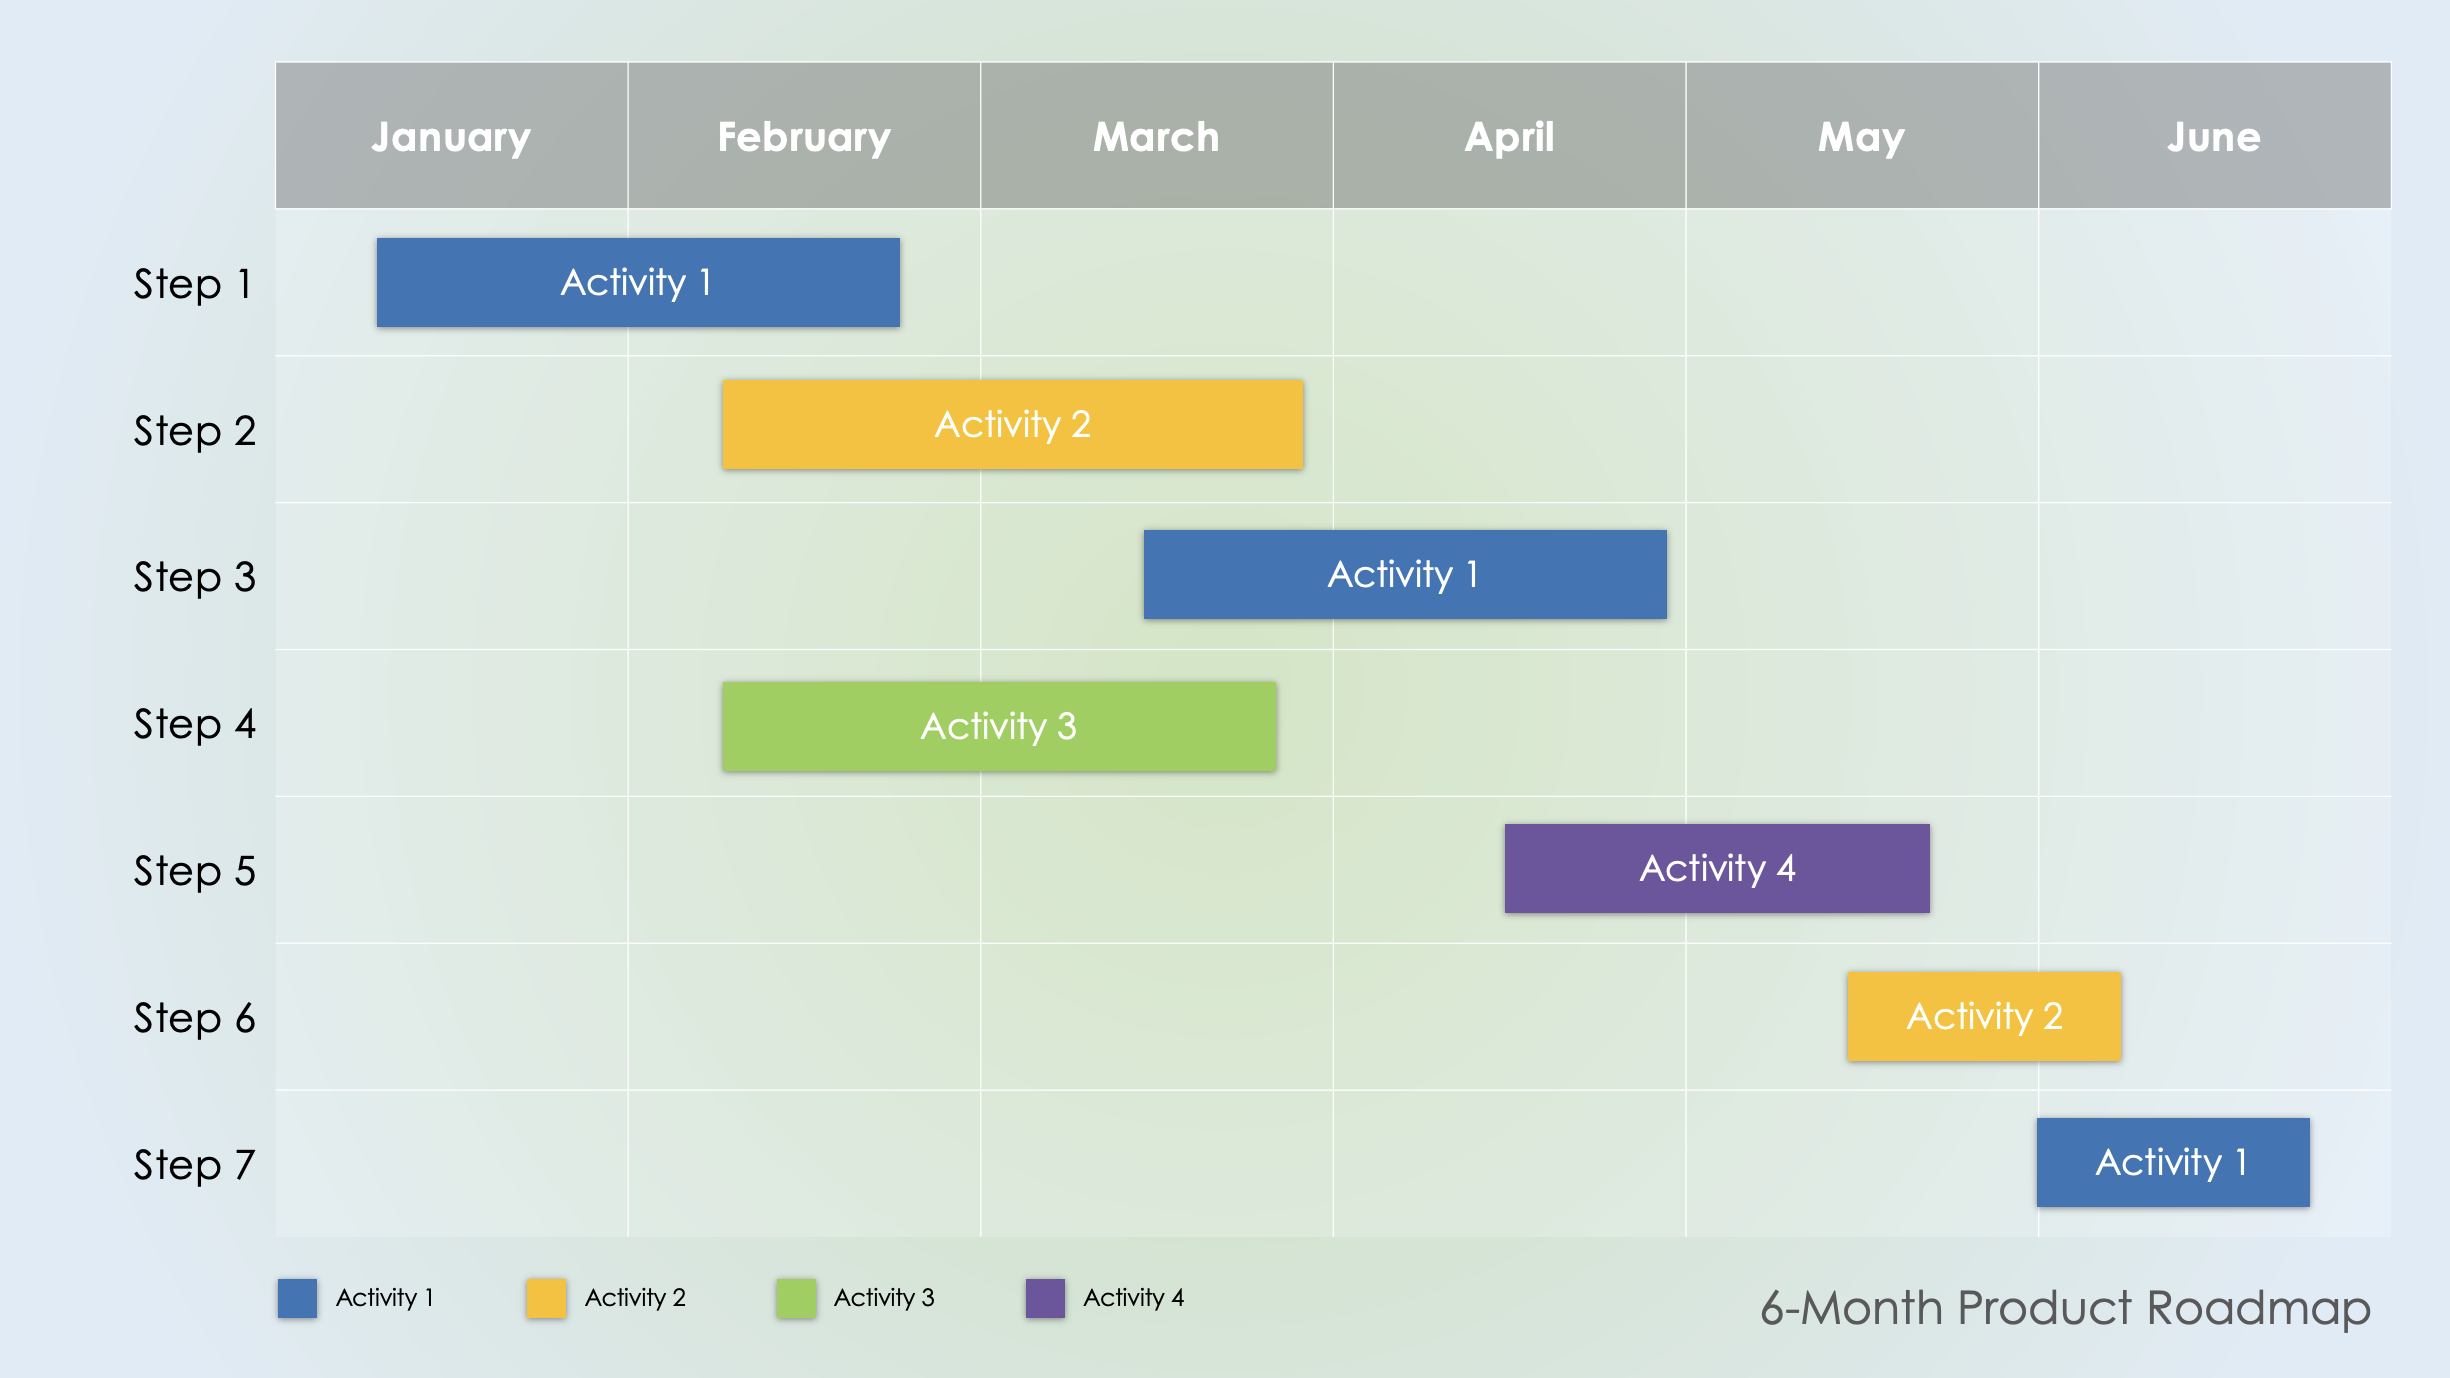 January February March April May June
Step 1 Activity 1
Step 2 Activity 2
Step 3 Activity 1
Step 4 Activity 3
Step 5 Activity 4
Step 6 Activity 2
Step 7 Activity 1
Activity 1 Activity 2 Activity 3 Activity 4
6-Month Product Roadmap